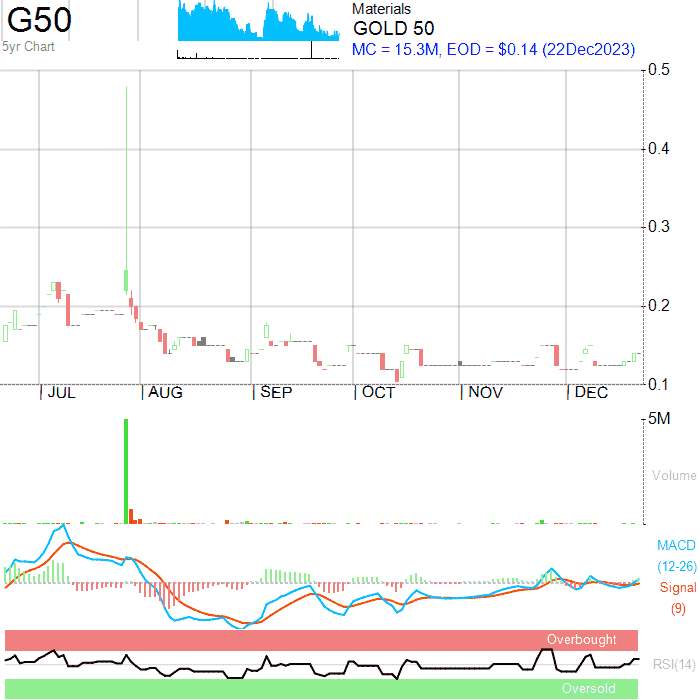 G50
5yr Chart
Materials
GOLD 50
MC = 15.3M, EOD = $0.14 (22Dec2023)
0.5
0.4
0.3
0.2
0.1
JUL AUG SEP OCT NOV DEC
5M
Volume
MACD
(12-26)
Signal
(9)
Overbought
RSI(14)
Oversold